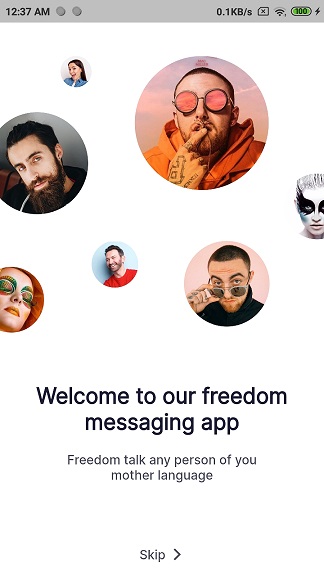 12:37 AM
0.1KB/s
100
Welcome to our freedom
messaging app
Freedom talk any person of you
mother language
Skip